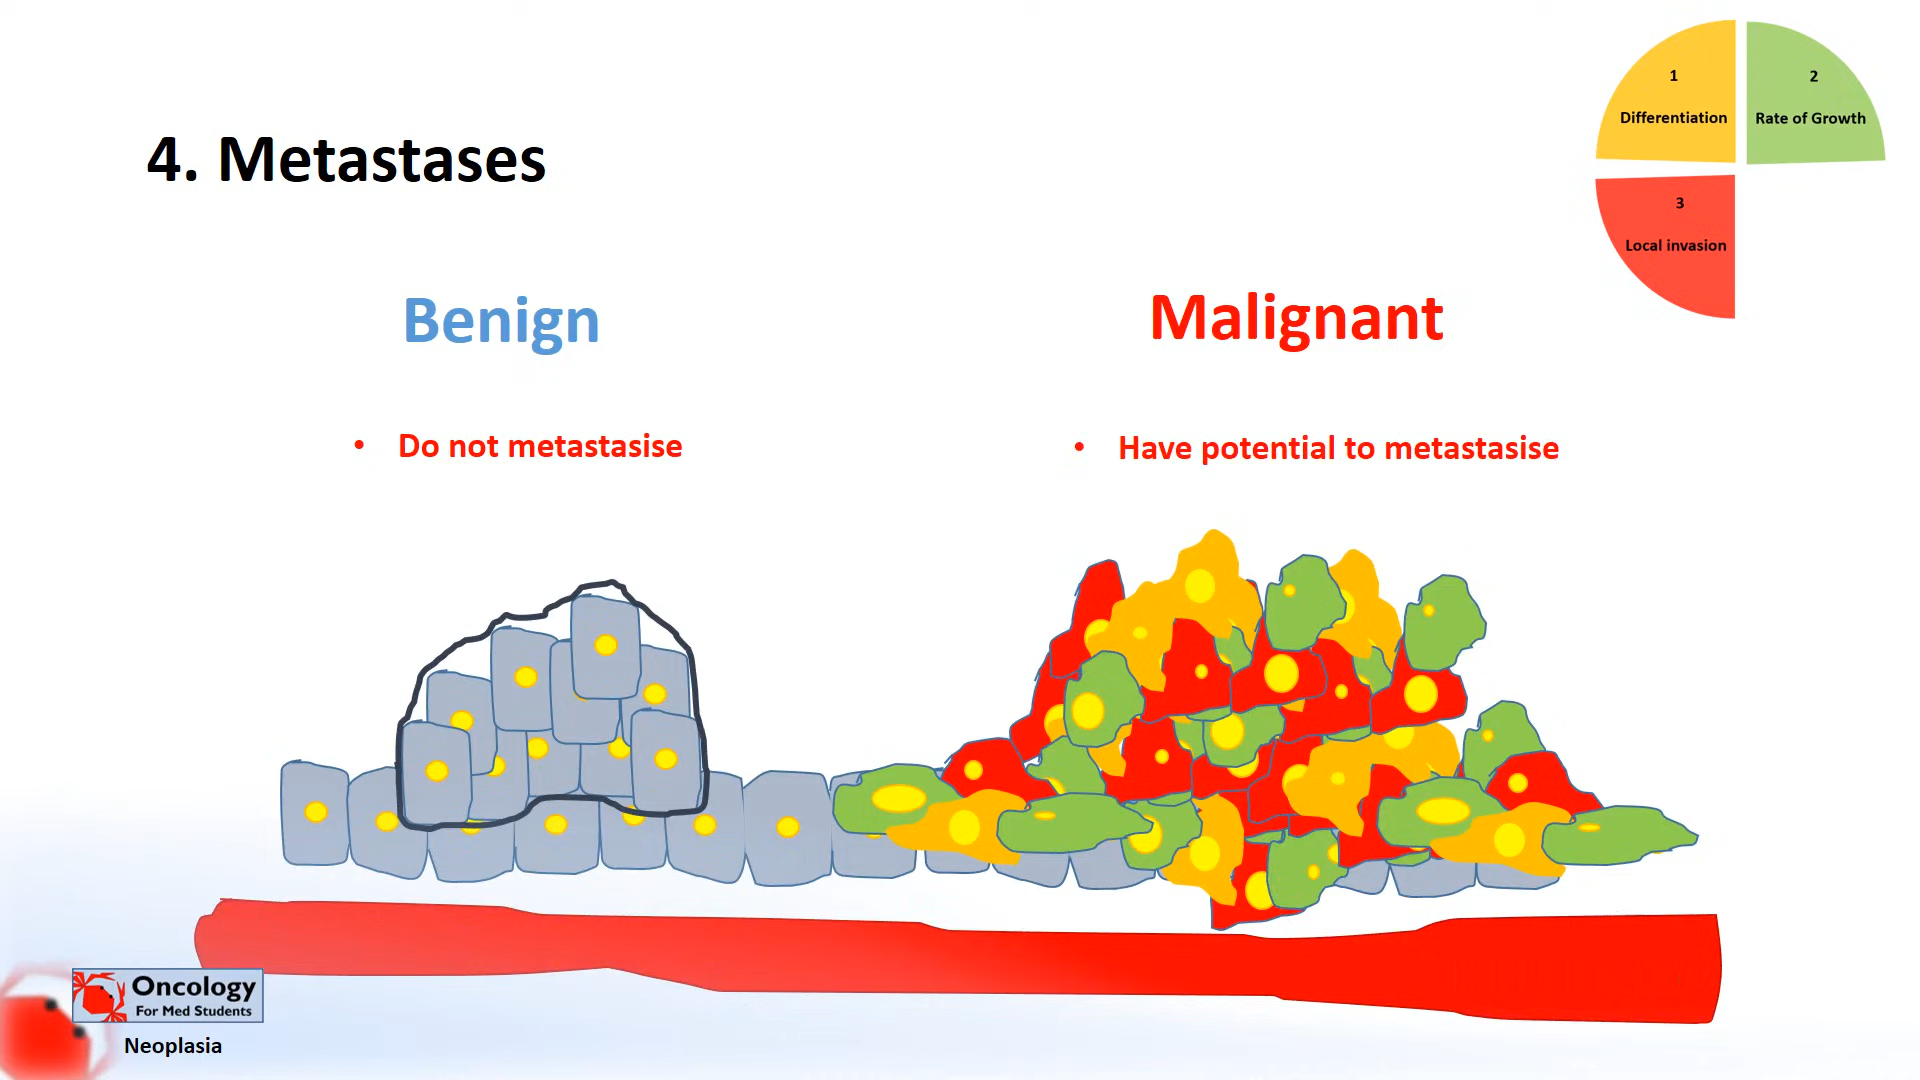 1
Differentiation
2
Rate of Growth
4. Metastases
3
Local invasion
Benign
Malignant
• Do not metastasise
• Have potential to metastasise
Oncology
For Med Students
Neoplasia